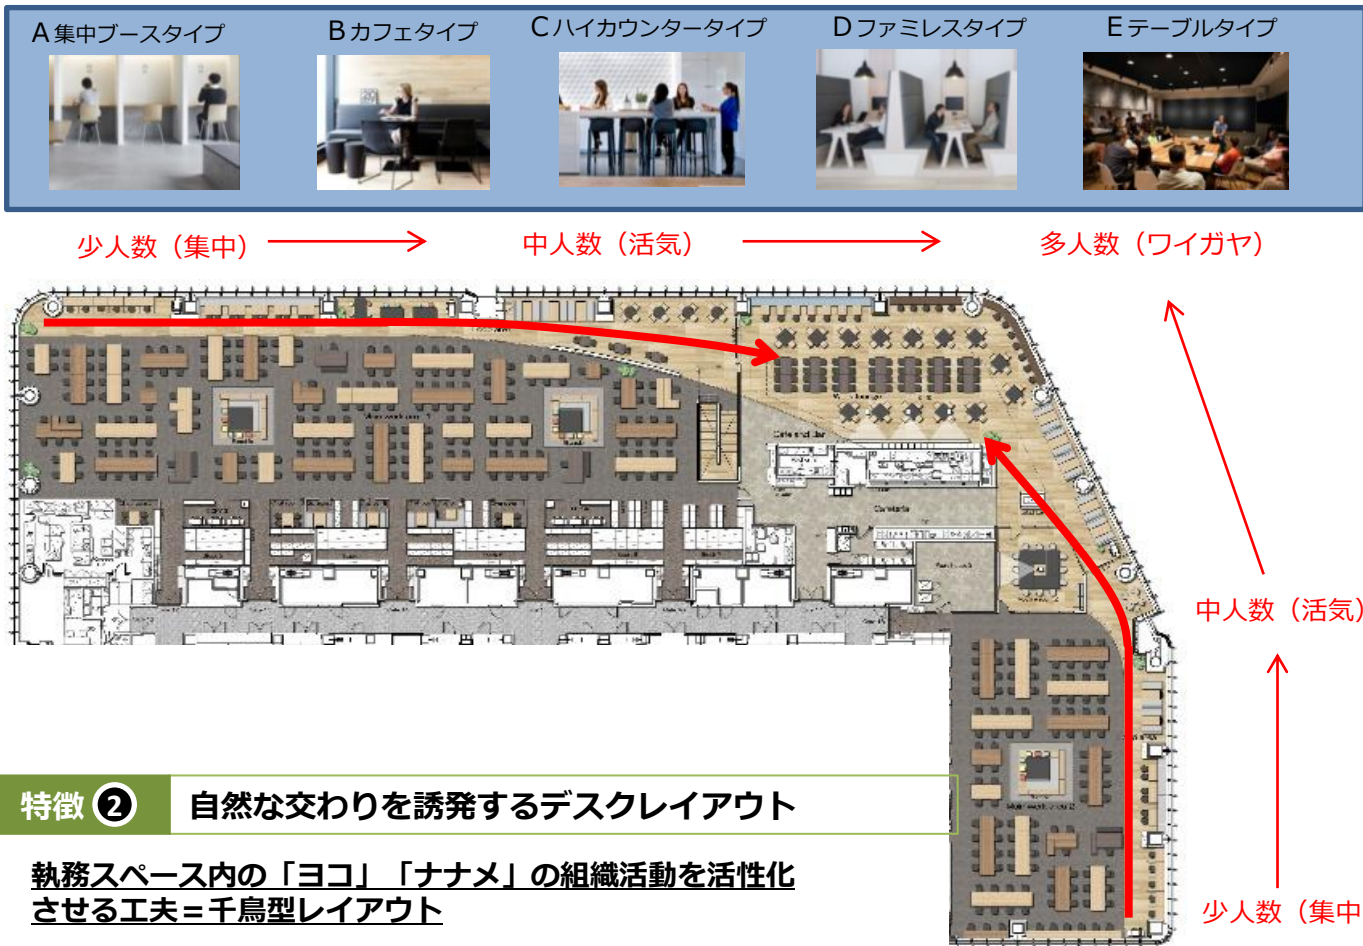 A 集中ブースタイプ
B カフェタイプ
C ハイカウンタータイプ
D ファミレスタイプ
E テーブルタイプ
少人数（集中）
中人数（活気）
多人数（ワイガヤ）
Cafe and Bar
Cafeteria
中人数（活気）
少人数（集中
特徴 ❷
自然な交わりを誘発するデスクレイアウト
執務スペース内の「ヨコ」「ナナメ」の組織活動を活性化
させる工夫＝千鳥型レイアウト